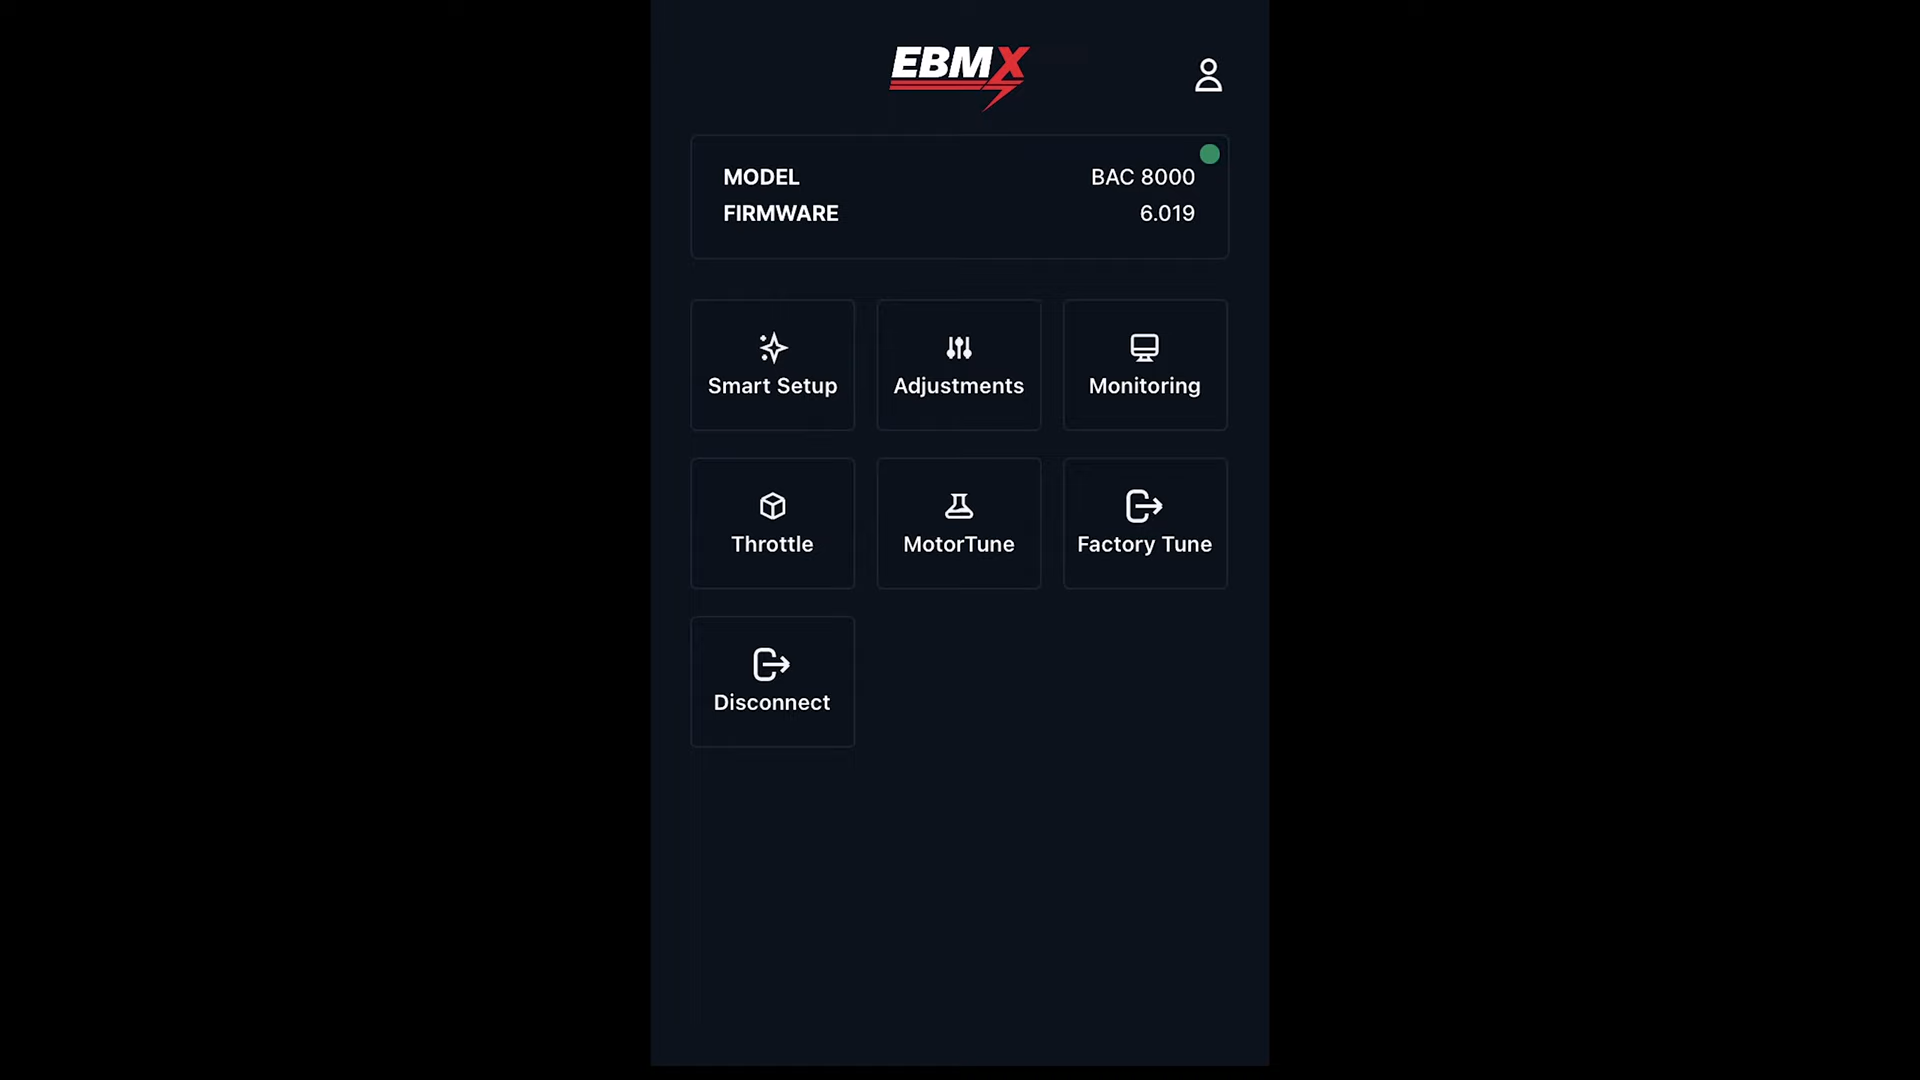 EBMX
MODEL BAC 8000
FIRMWARE 6.019
Smart Setup Adjustments Monitoring
Throttle MotorTune Factory Tune
Disconnect